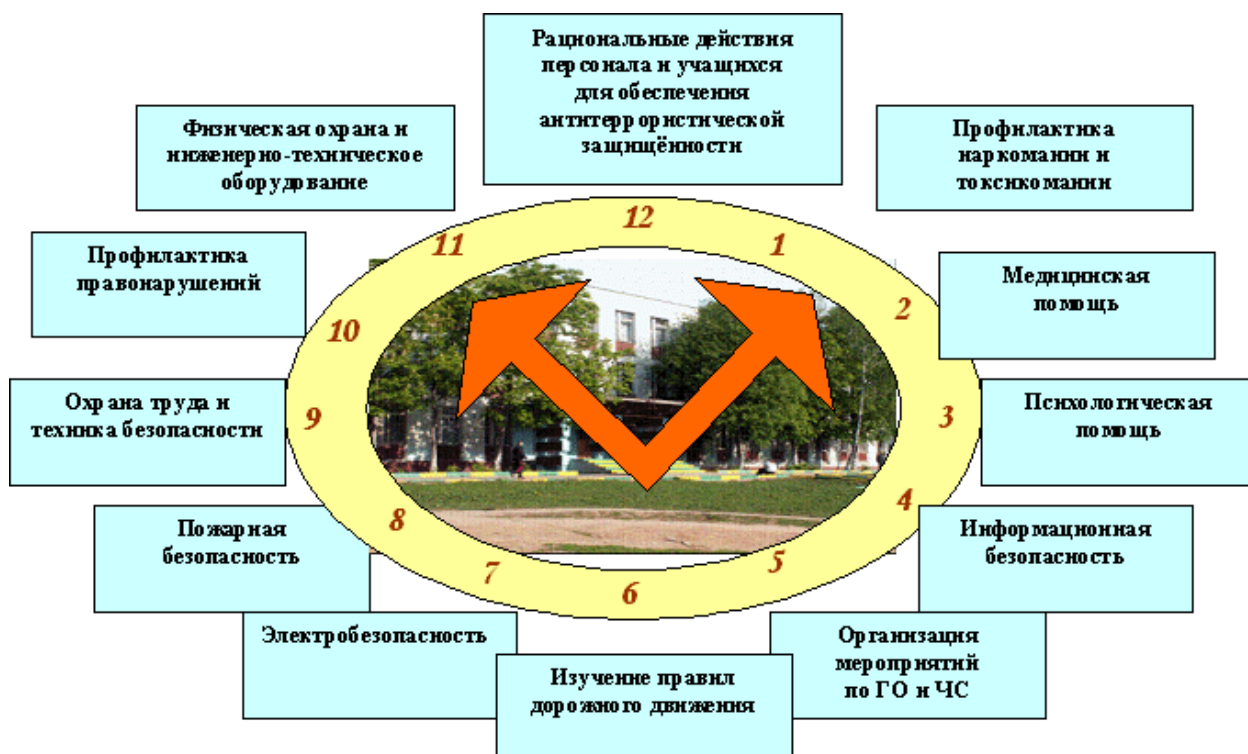 Рациональные действия
персонала и учащихся
для обеспечения
антитеррористической
защищённости
Физическая охрана и
инженерно-техническое
оборудование
Профилактика
наркомании и
токсикомании
12
11
1
Профилактика
правонарушений
Медицинская
помощь
10
2
Охрана труда и
техника безопасности
9
3
Психологическая
помощь
8
4
Пожарная
безопасность
Информационная
безопасность
7
5
6
Электробезопасность
Организация
мероприятий
по ГО и ЧС
Изучение правил
дорожного движения